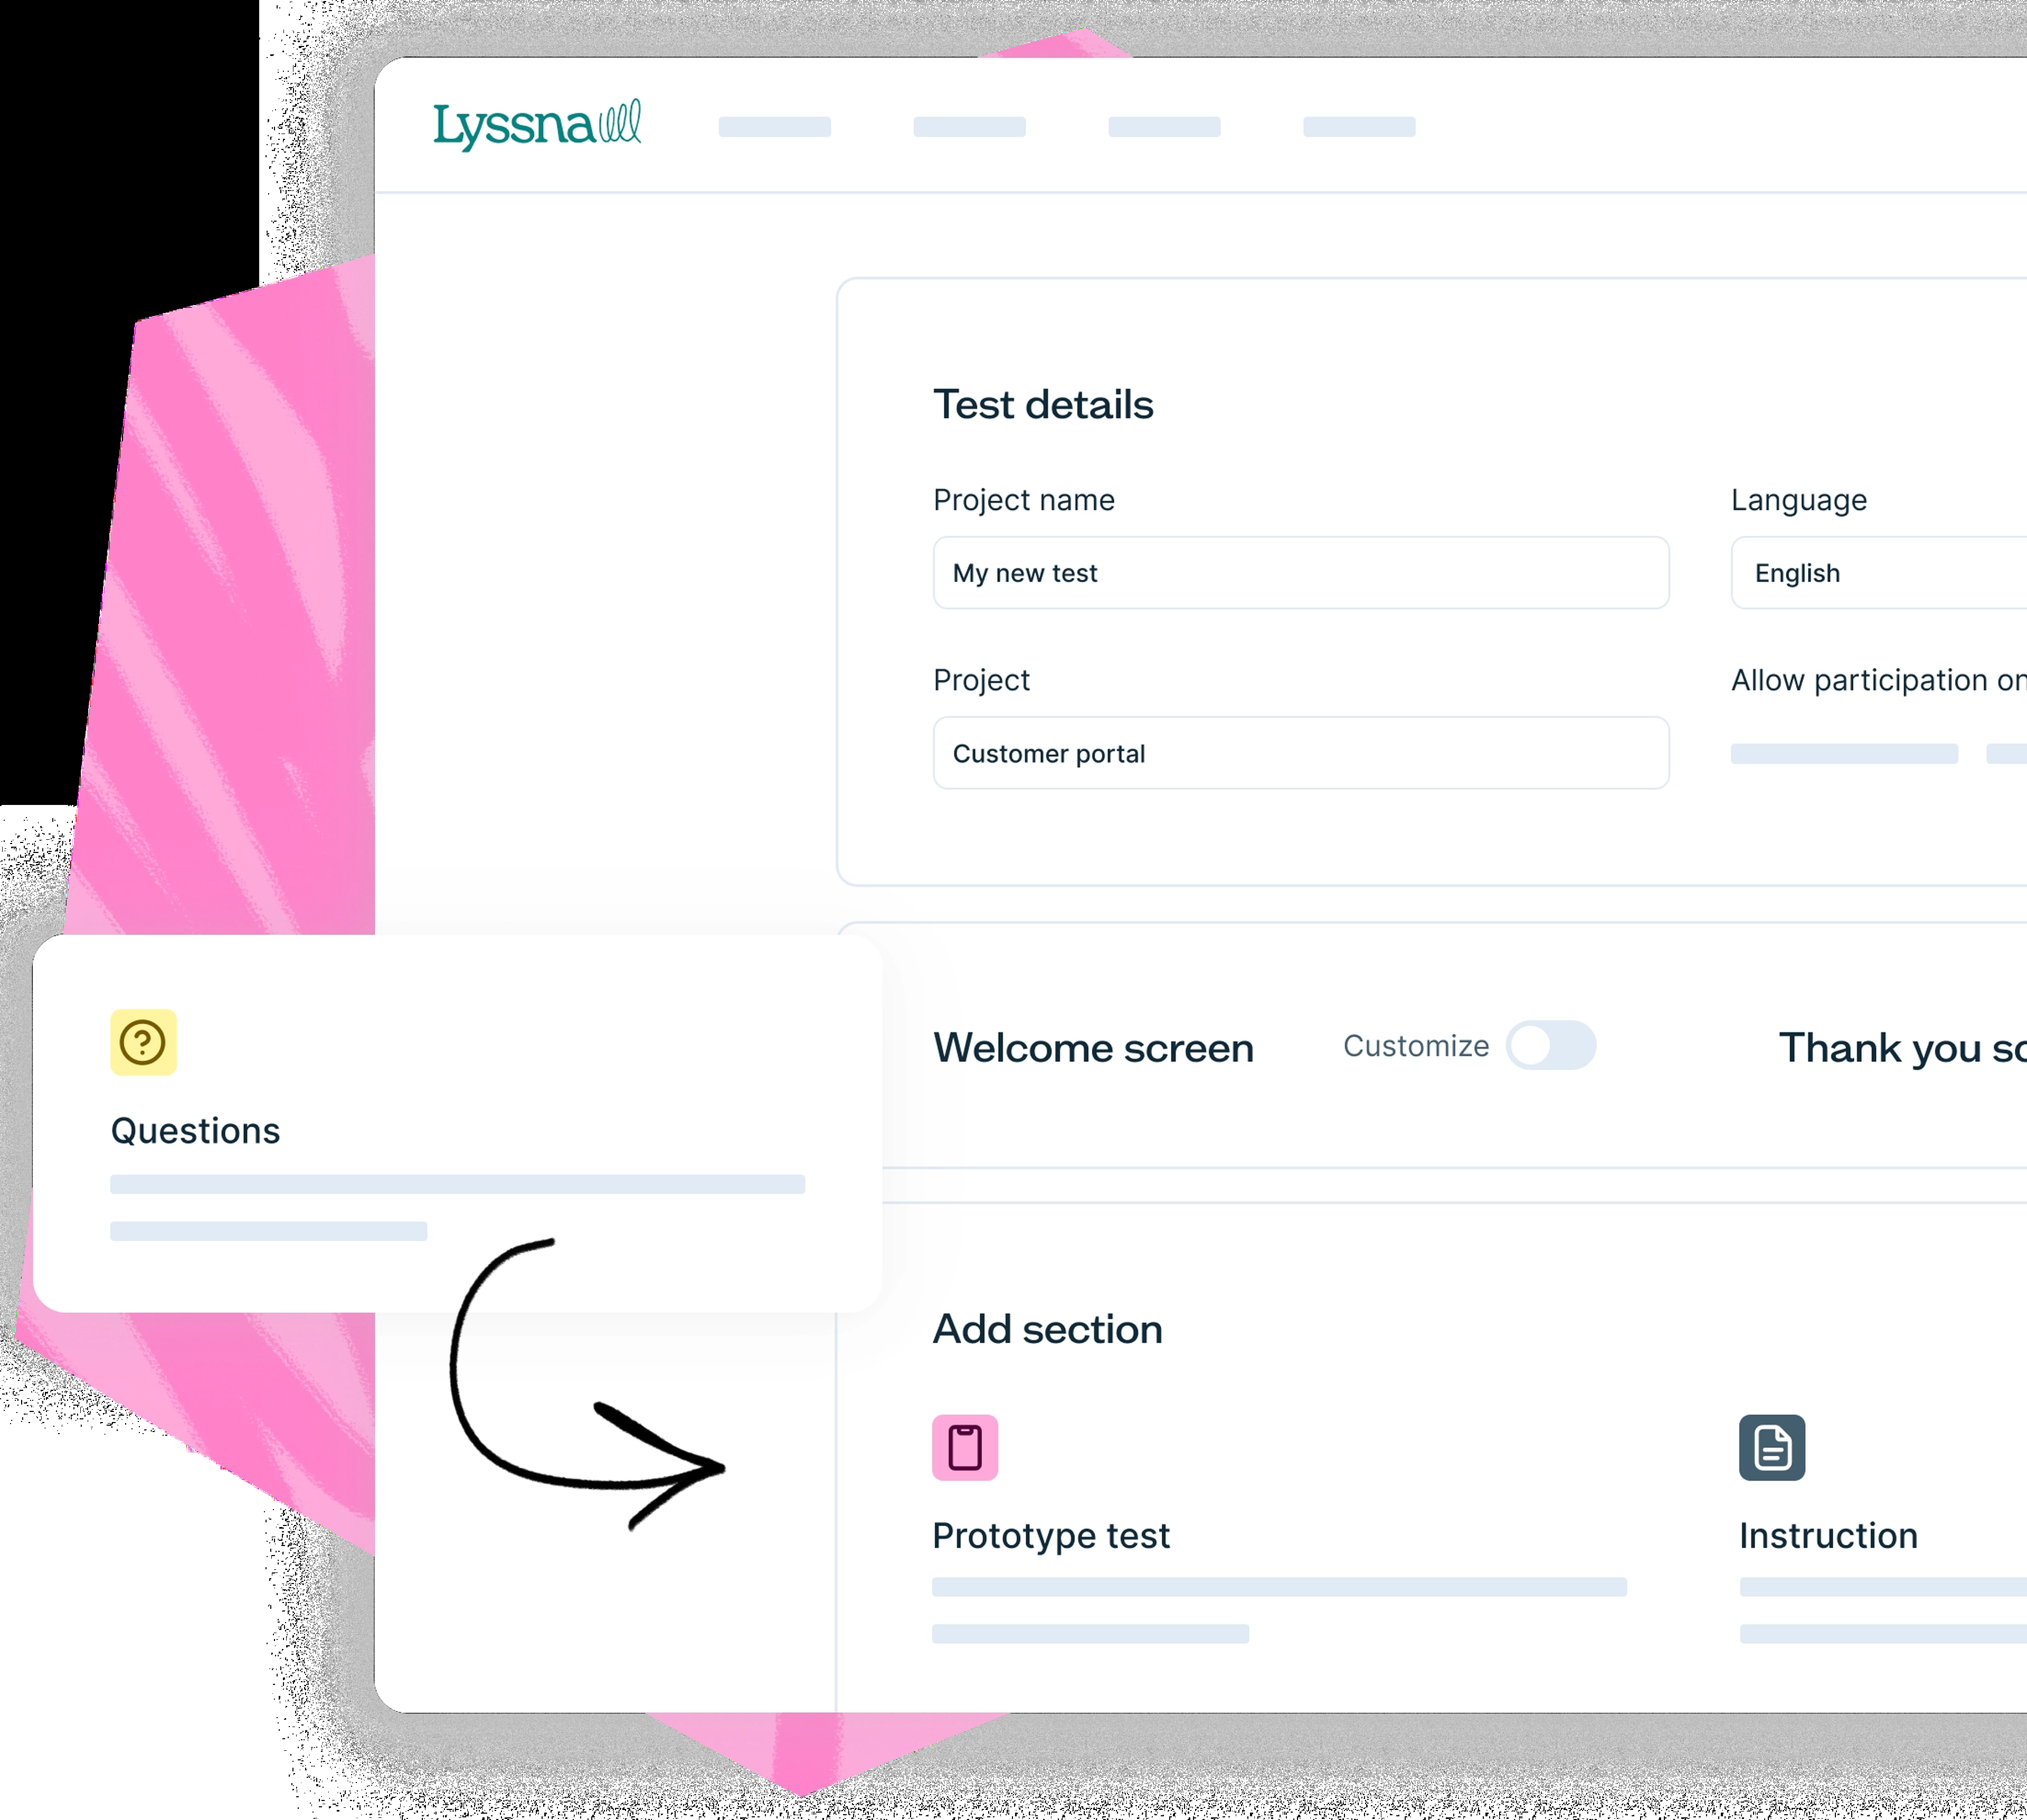 Lyssna
Test details
Project name
Language
My new test
English
Project
Allow participation on
Customer portal
Welcome screen
Customize
Thank you sc
Questions
Add section
Prototype test
Instruction